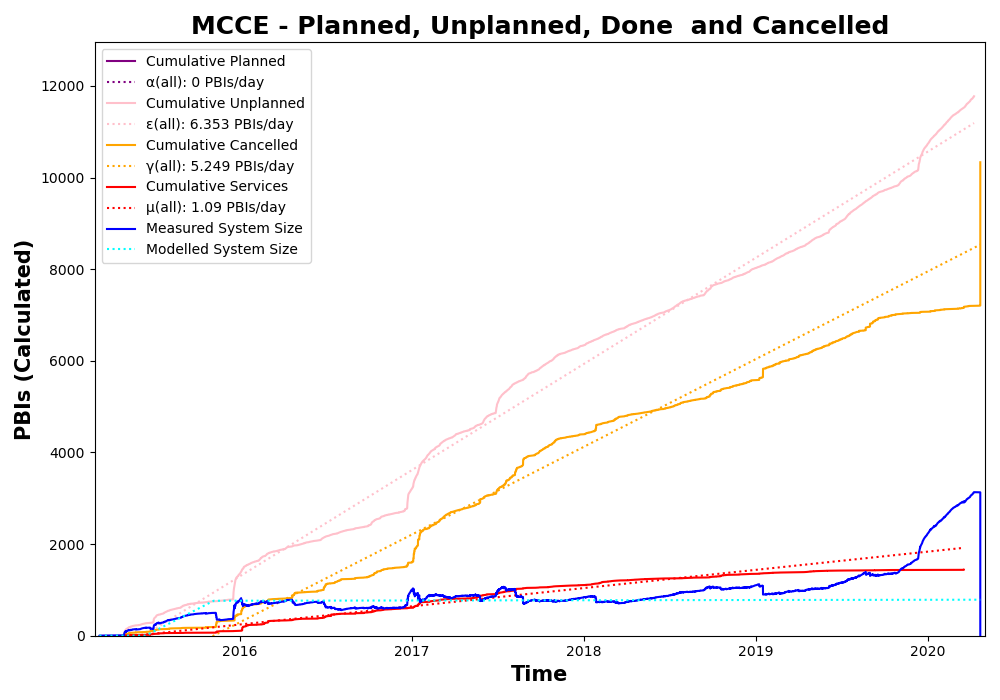 MCCE - Planned, Unplanned, Done  and Cancelled
Cumulative Planned
α(all): 0 PBIs/day
Cumulative Unplanned
ε(all): 6.353 PBIs/day
Cumulative Cancelled
γ(all): 5.249 PBIs/day
Cumulative Services
μ(all): 1.09 PBIs/day
Measured System Size
Modelled System Size
12000
10000
8000
6000
4000
2000
0
PBIs (Calculated)
2016
2017
2018
2019
2020
Time